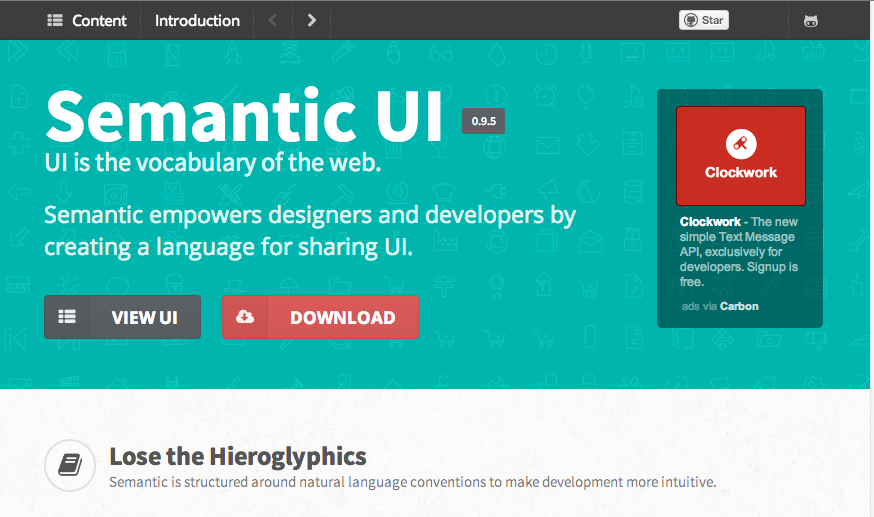 Content
Introduction
Star
Semantic UI
0.9.5
UI is the vocabulary of the web.
Semantic empowers designers and developers by
creating a language for sharing UI.
VIEW UI
DOWNLOAD
Clockwork
Clockwork - The new
simple Text Message
API, exclusively for
developers. Signup is
free.
ads via Carbon
Lose the Hieroglyphics
Semantic is structured around natural language conventions to make development more intuitive.